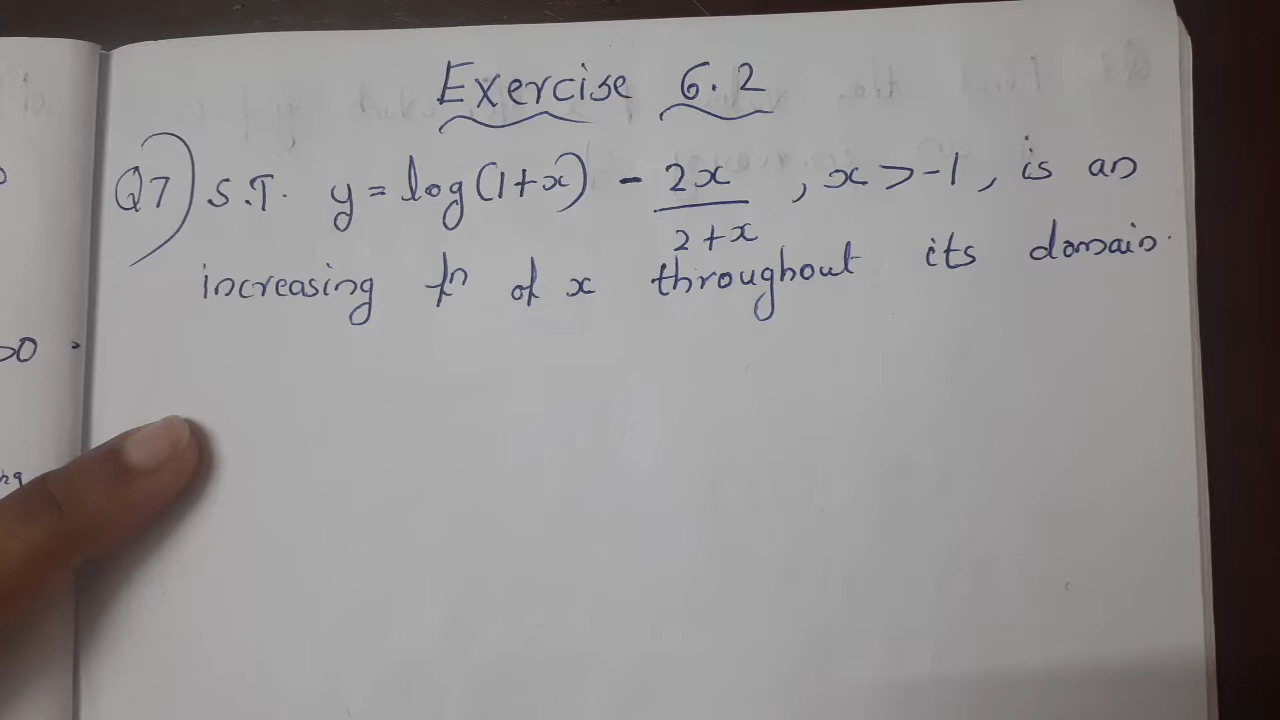 Exercise 6.2
Q7) S.T. y = log(1+x) - 2x/2+x , x > -1, is an
increasing fn of x throughout its domain.